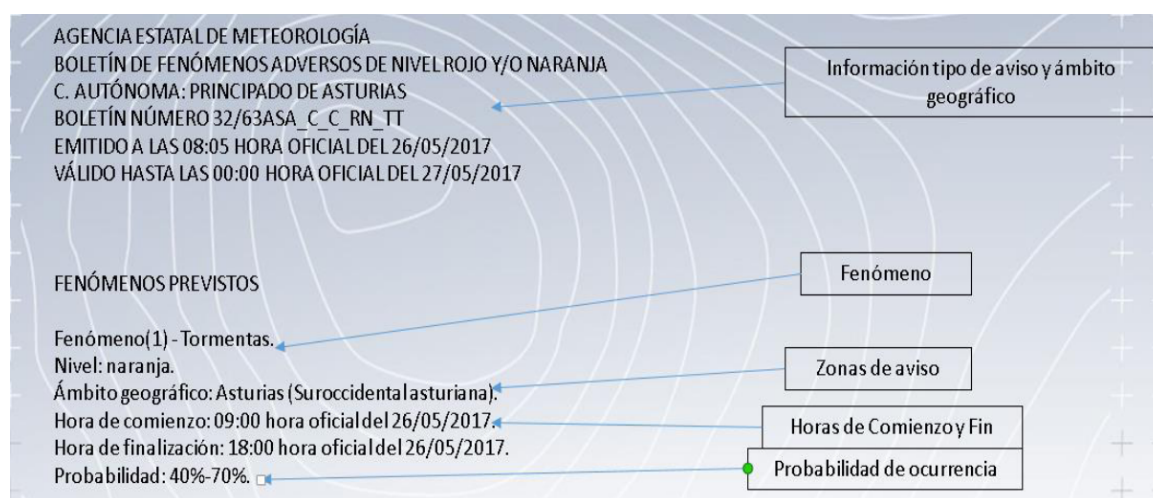 AGENCIA ESTATAL DE METEOROLOGÍA
BOLETÍN DE FENÓMENOS ADVERSOS DE NIVEL ROJO Y/O NARANJA
C. AUTÓNOMA: PRINCIPADO DE ASTURIAS
BOLETÍN NÚMERO 32/63ASA_C_C_RN_TT
EMITIDO A LAS 08:05 HORA OFICIAL DEL 26/05/2017
VÁLIDO HASTA LAS 00:00 HORA OFICIAL DEL 27/05/2017
Información tipo de aviso y ámbito
geográfico
FENÓMENOS PREVISTOS
Fenómeno
Fenómeno(1) - Tormentas.
Nivel: naranja.
Ámbito geográfico: Asturias (Suroccidental asturiana).
Zonas de aviso
Hora de comienzo: 09:00 hora oficial del 26/05/2017.
Hora de finalización: 18:00 hora oficial del 26/05/2017.
Horas de Comienzo y Fin
Probabilidad: 40%-70%.
Probabilidad de ocurrencia